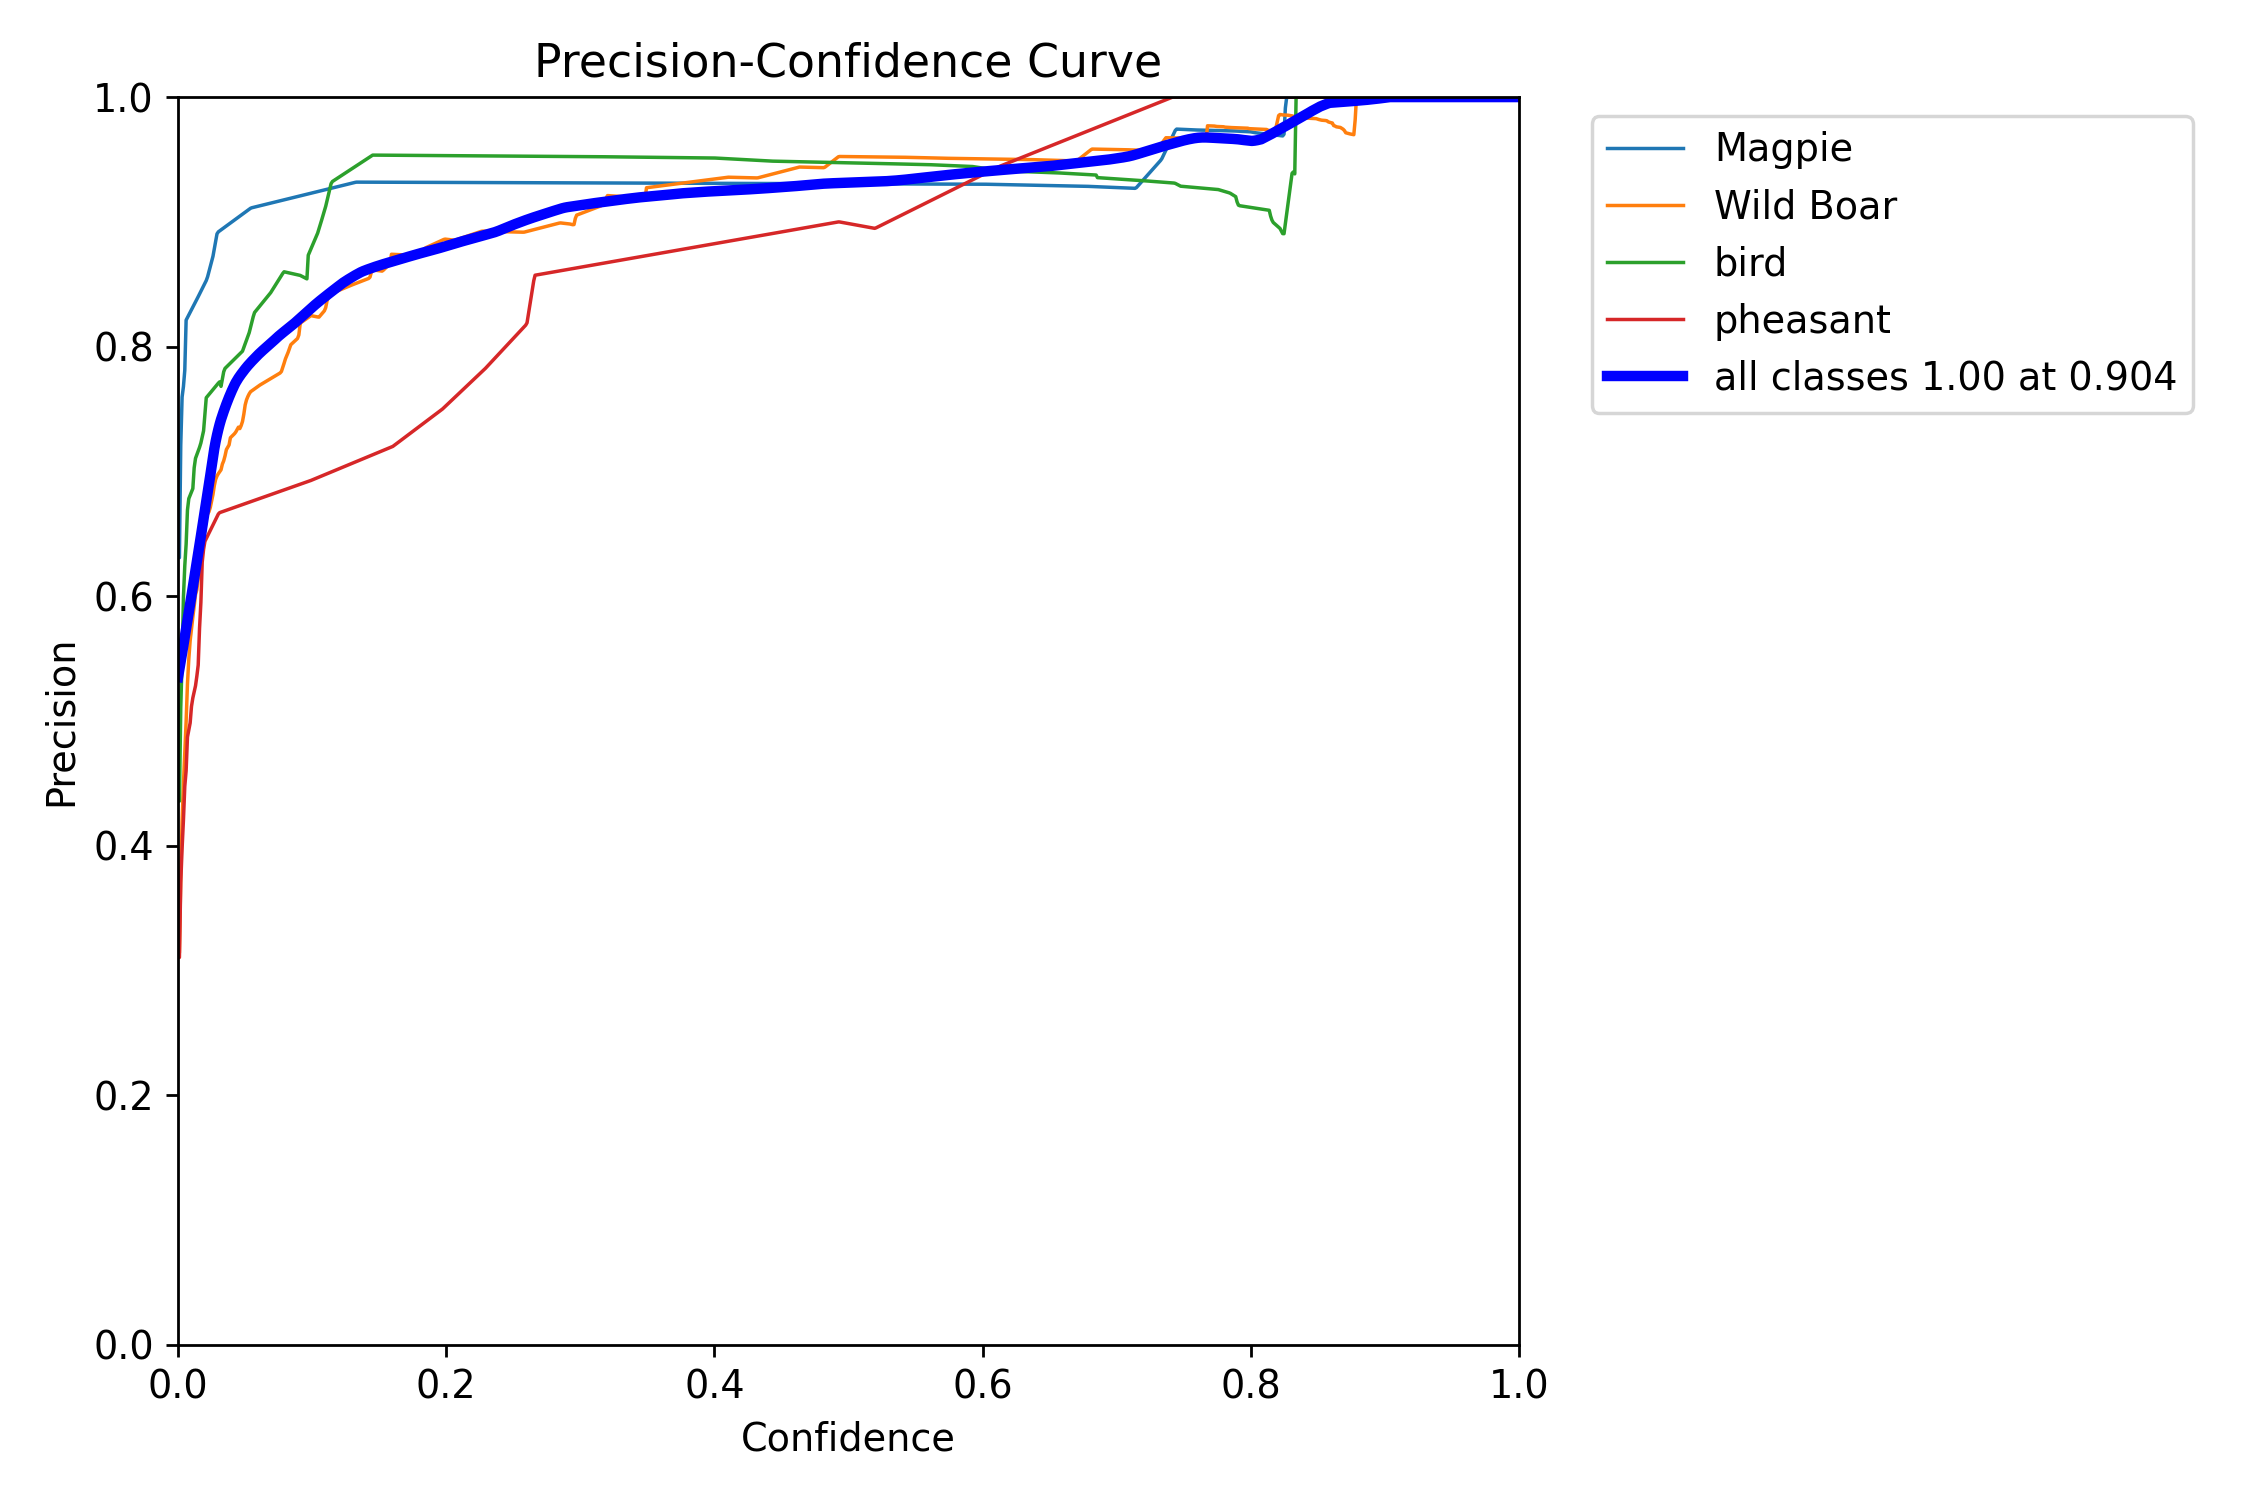 Precision-Confidence Curve
1.0
0.8
0.6
0.4
0.2
0.0
Precision
0.0 0.2 0.4 0.6 0.8 1.0
Confidence
Magpie
Wild Boar
bird
pheasant
all classes 1.00 at 0.904